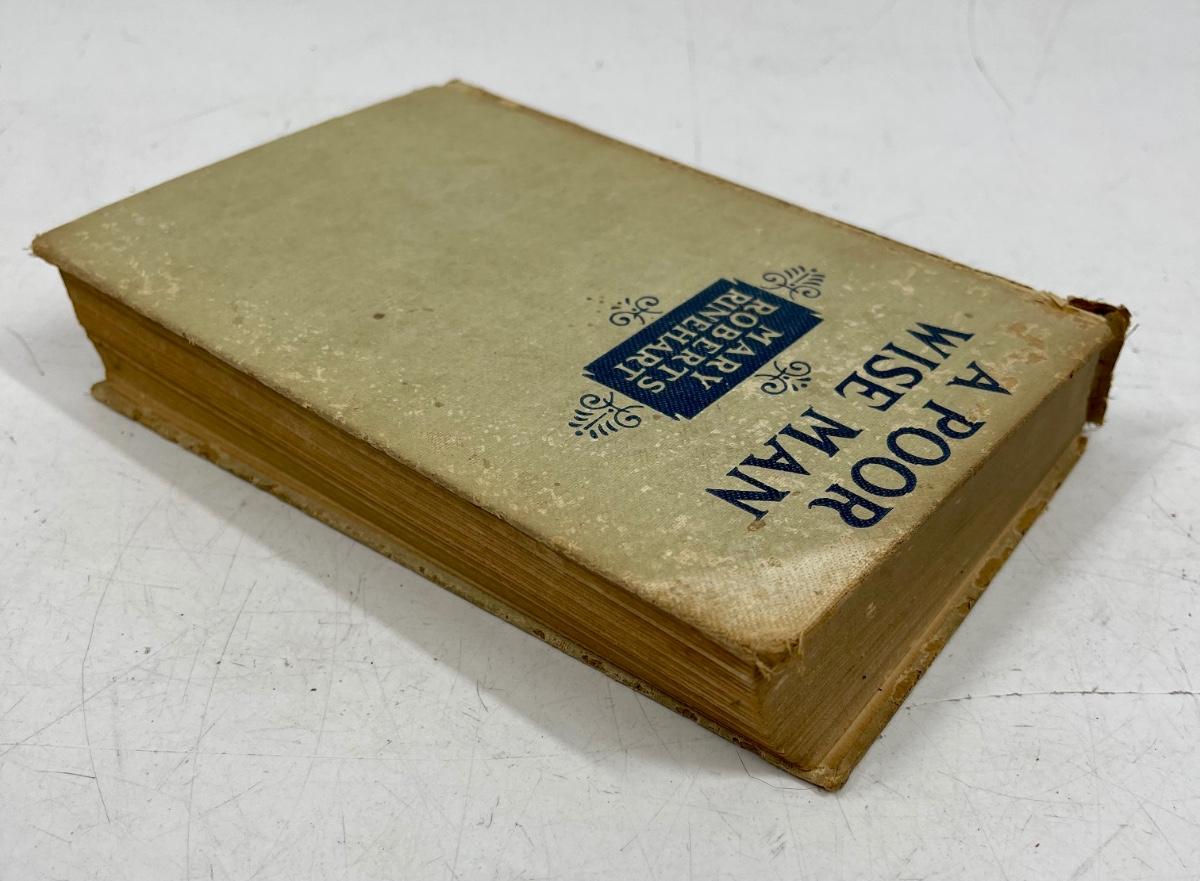 A POOR
WISE MAN
MARY
ROBERTS
RINEHART